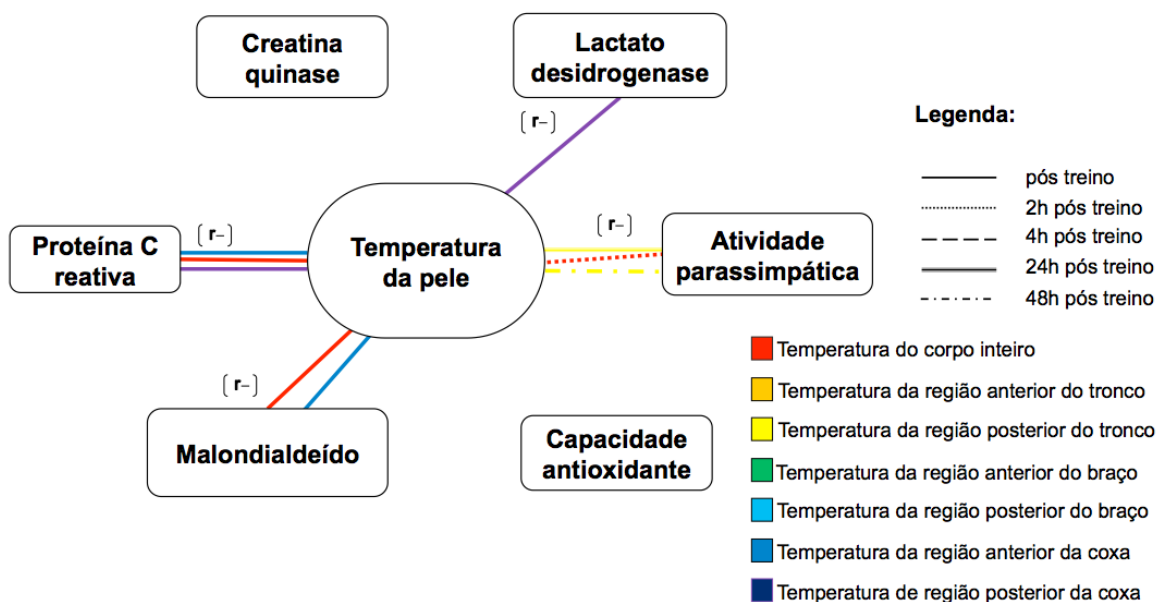 Creatina
quinase
Lactato
desidrogenase
(r–)
Legenda:
pós treino
2h pós treino
4h pós treino
24h pós treino
48h pós treino
Proteína C
reativa
(r–)
Temperatura
da pele
(r–)
Atividade
parassimpática
(r–)
Malondialdeído
Capacidade
antioxidante
Temperatura do corpo inteiro
Temperatura da região anterior do tronco
Temperatura da região posterior do tronco
Temperatura da região anterior do braço
Temperatura da região posterior do braço
Temperatura da região anterior da coxa
Temperatura de região posterior da coxa